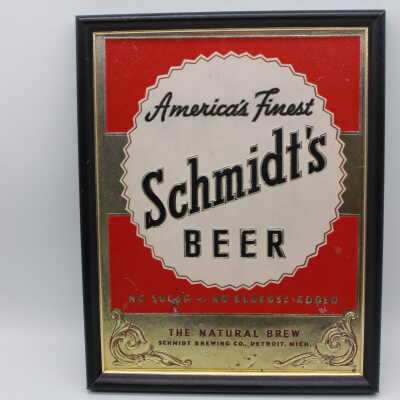 America's Finest
Schmidt's
BEER
NO SUGAR - NO GLUCOSE ADDED
THE NATURAL BREW
SCHMIDT BREWING CO., DETROIT, MICH.